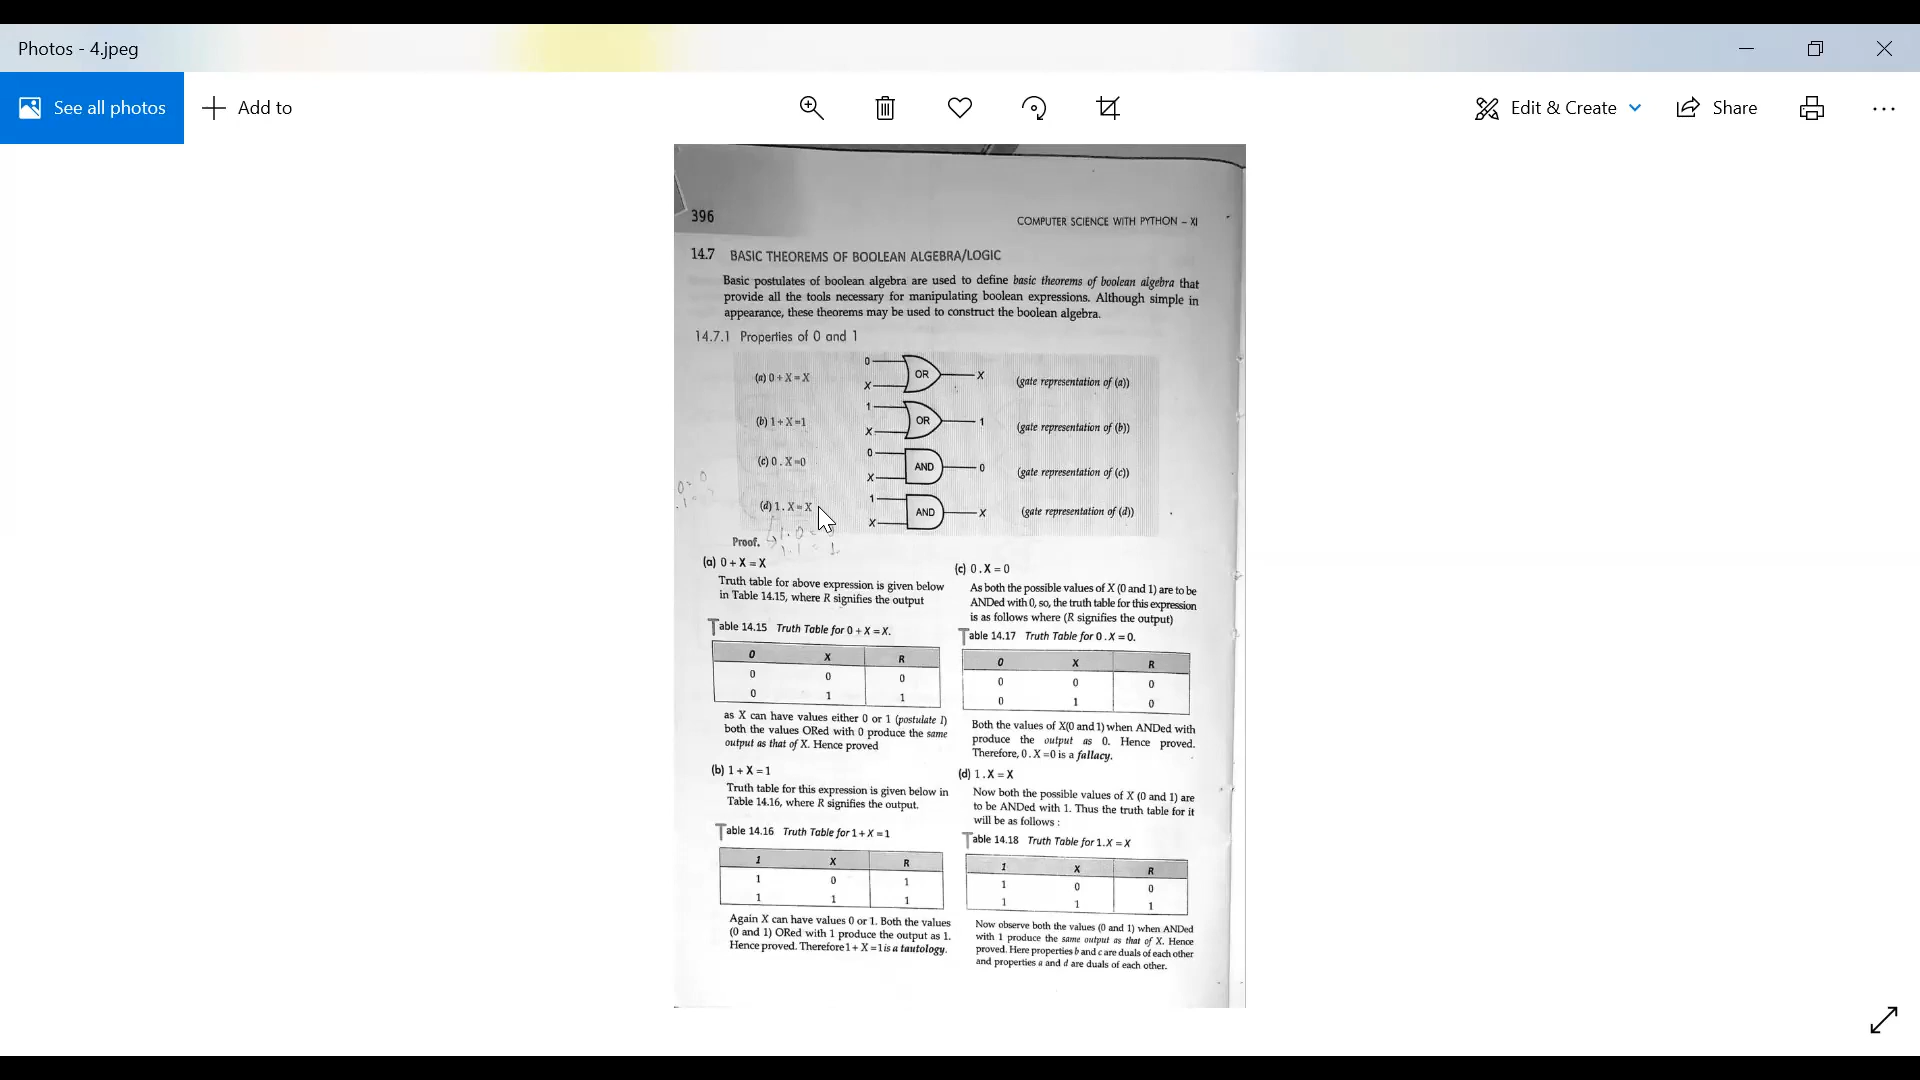 Photos - 4.jpeg
See all photos
Add to
Edit & Create
Share
396
COMPUTER SCIENCE WITH PYTHON – XI
14.7 BASIC THEOREMS OF BOOLEAN ALGEBRA/LOGIC
Basic postulates of boolean algebra are used to define basic theorems of boolean algebra that
provide all the tools necessary for manipulating boolean expressions. Although simple in
appearance, these theorems may be used to construct the boolean algebra.
14.7.1 Properties of 0 and 1
(a) 0 + X = X
0
X
OR
X
(gate representation of (a))
(b) 1 + X = 1
1
X
OR
1
(gate representation of (b))
(c) 0 . X = 0
0
X
AND
0
(gate representation of (c))
0 = 0
. 1 =
(d) 1 . X = X
1
X
AND
X
(gate representation of (d))
1 . 0 =
1 . 1 = 1
Proof.
(a) 0 + X = X
Truth table for above expression is given below
in Table 14.15, where R signifies the output
Table 14.15 Truth Table for 0 + X = X.
0 X R
0 0 0
0 1 1
as X can have values either 0 or 1 (postulate I)
both the values ORed with 0 produce the same
output as that of X. Hence proved
(b) 1 + X = 1
Truth table for this expression is given below in
Table 14.16, where R signifies the output.
Table 14.16 Truth Table for 1 + X = 1
1 X R
1 0 1
1 1 1
Again X can have values 0 or 1. Both the values
(0 and 1) ORed with 1 produce the output as 1.
Hence proved. Therefore 1 + X = 1 is a tautology.
(c) 0 . X = 0
As both the possible values of X (0 and 1) are to be
ANDed with 0, so, the truth table for this expression
is as follows where (R signifies the output)
Table 14.17 Truth Table for 0 . X = 0.
0 X R
0 0 0
0 1 0
Both the values of X(0 and 1) when ANDed with
produce the output as 0. Hence proved.
Therefore, 0 . X =0 is a fallacy.
(d) 1 . X = X
Now both the possible values of X (0 and 1) are
to be ANDed with 1. Thus the truth table for it
will be as follows :
Table 14.18 Truth Table for 1.X = X
1 X R
1 0 0
1 1 1
Now observe both the values (0 and 1) when ANDed
with 1 produce the same output as that of X. Hence
proved. Here properties b and c are duals of each other
and properties a and d are duals of each other.